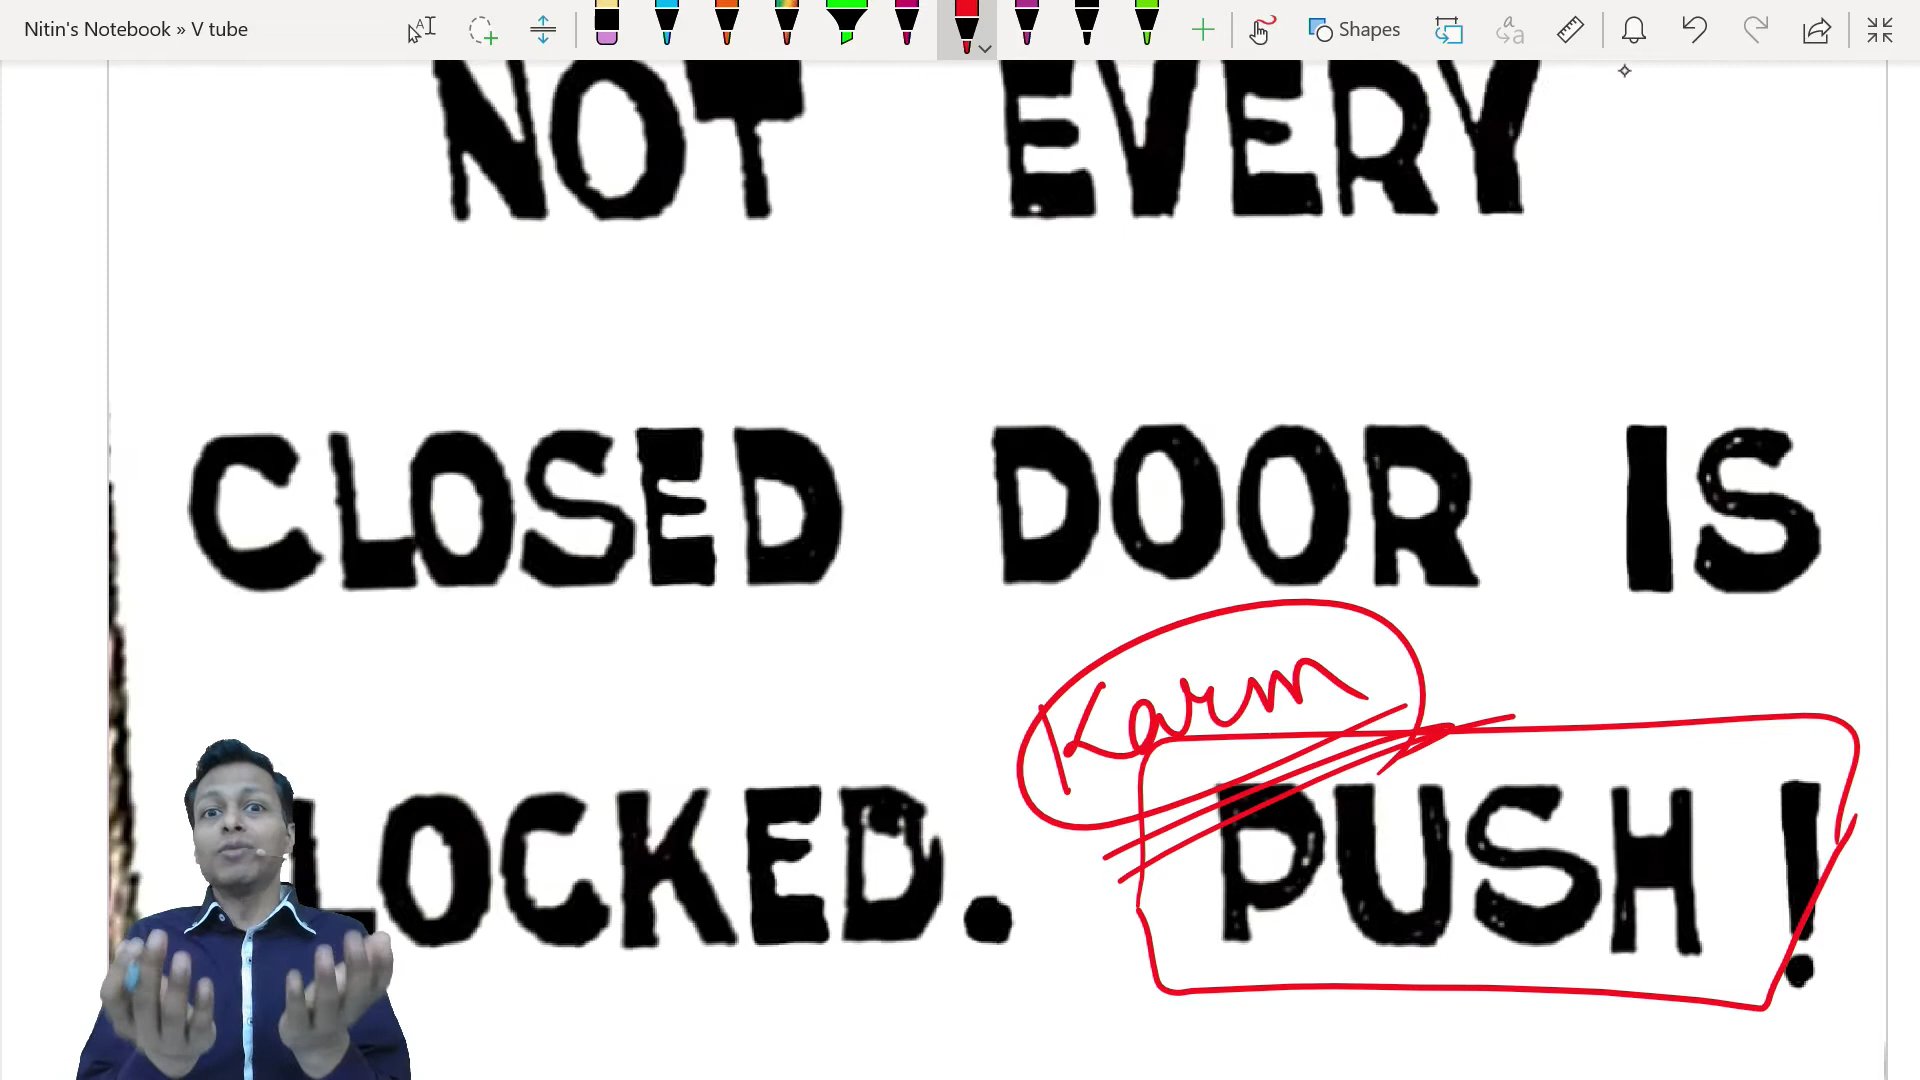 Nitin's Notebook » V tube
Shapes
NOT EVERY
CLOSED DOOR IS
Karm
LOCKED. PUSH!